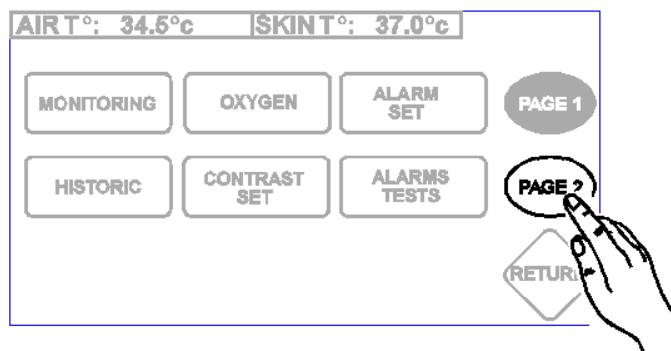 AIR T°: 34.5°c SKIN T°: 37.0°c
MONITORING OXYGEN ALARM SET PAGE 1
HISTORIC CONTRAST SET ALARMS TESTS PAGE 2
RETUR